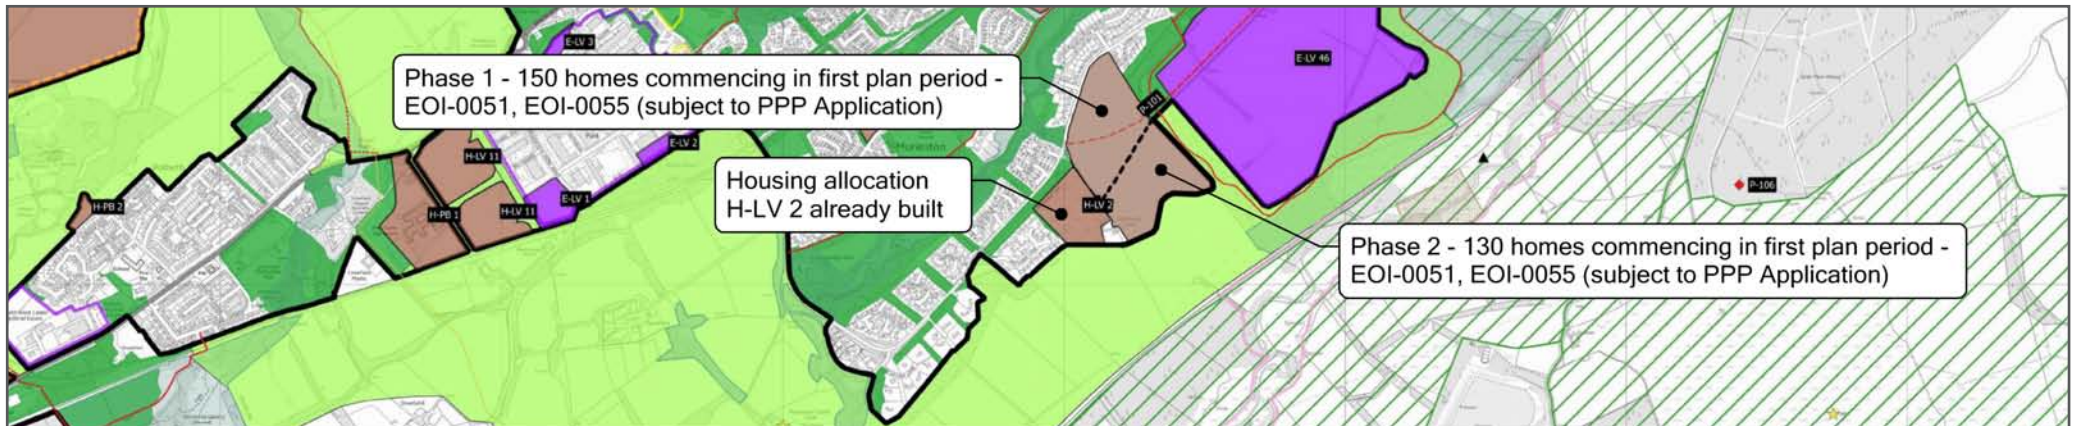 E-LV 3
E-LV 46
Phase 1 - 150 homes commencing in first plan period -
EOI-0051, EOI-0055 (subject to PPP Application)
P-101
E-LV 2
H-LV 11
Murieston
Housing allocation
H-LV 2 already built
P-106
E-LV 1
H-LV 11
H-PB 1
H-PB 2
H-LV 2
Phase 2 - 130 homes commencing in first plan period -
EOI-0051, EOI-0055 (subject to PPP Application)